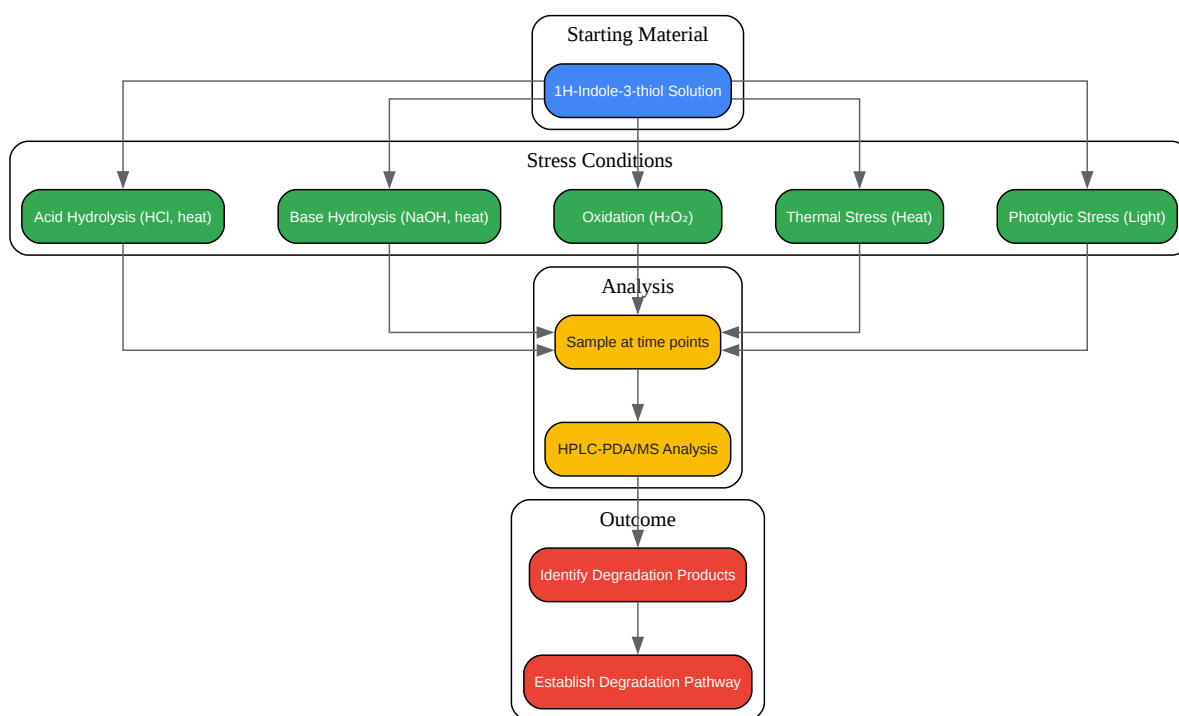 Starting Material
1H-Indole-3-thiol Solution
Stress Conditions
Acid Hydrolysis (HCl, heat)
Base Hydrolysis (NaOH, heat)
Oxidation (H₂O₂)
Thermal Stress (Heat)
Photolytic Stress (Light)
Analysis
Sample at time points
HPLC-PDA/MS Analysis
Outcome
Identify Degradation Products
Establish Degradation Pathway